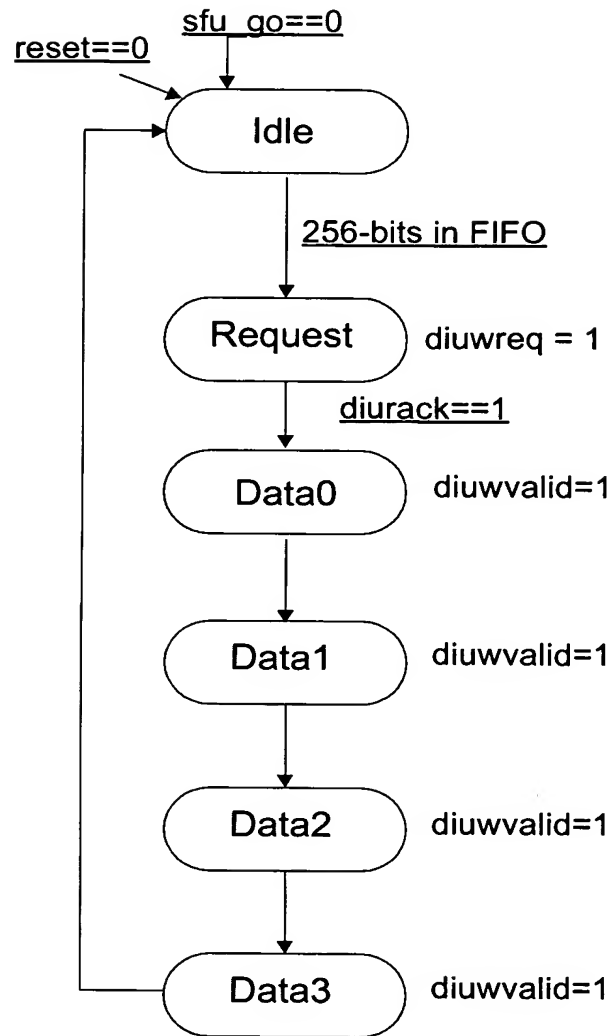 sfu_go==0
reset==0
Idle
256-bits in FIFO
Request
diuwreq = 1
diurack==1
Data0
diuwvalid=1
Data1
diuwvalid=1
Data2
diuwvalid=1
Data3
diuwvalid=1